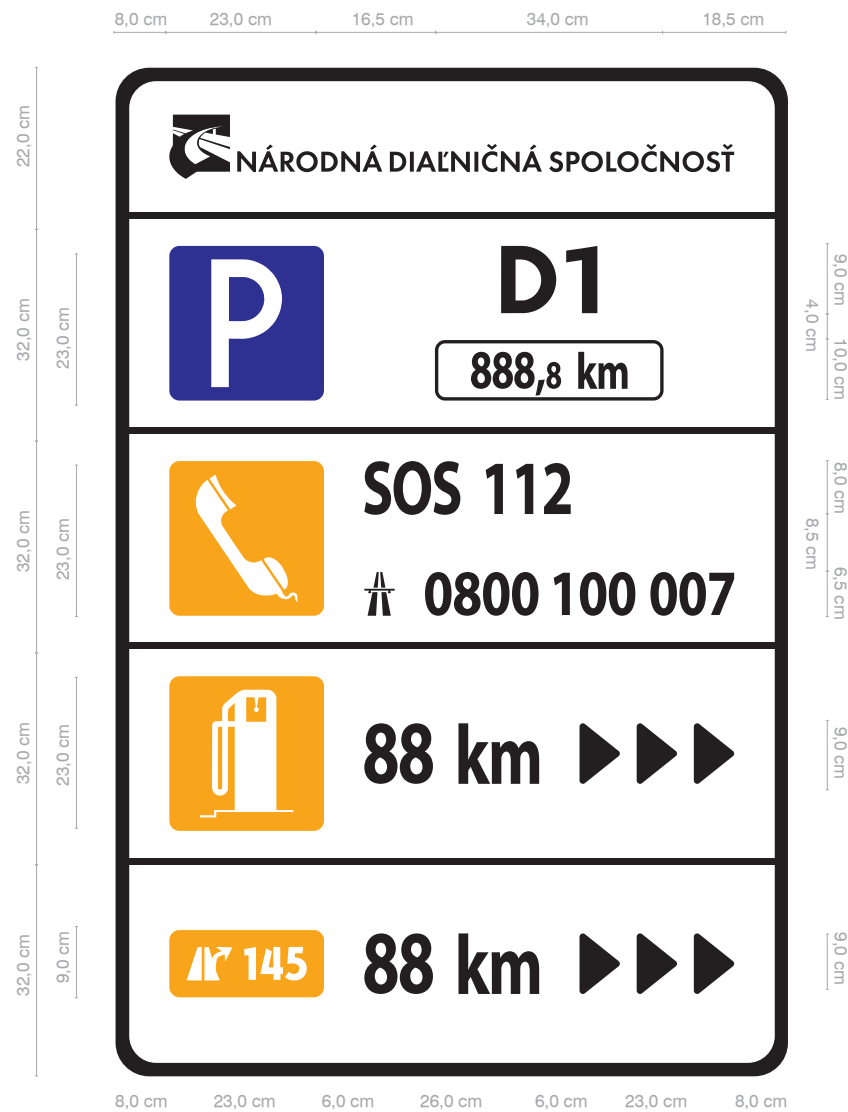 8,0 cm 23,0 cm 16,5 cm 34,0 cm 18,5 cm
22,0 cm
NÁRODNÁ DIAĽNIČNÁ SPOLOČNOSŤ
32,0 cm
23,0 cm
P
D1
888,8 km
9,0 cm
4,0 cm
10,0 cm
32,0 cm
23,0 cm
SOS 112
0800 100 007
8,0 cm
8,5 cm
6,5 cm
32,0 cm
23,0 cm
88 km
9,0 cm
32,0 cm
9,0 cm
145
88 km
9,0 cm
8,0 cm 23,0 cm 6,0 cm 26,0 cm 6,0 cm 23,0 cm 8,0 cm